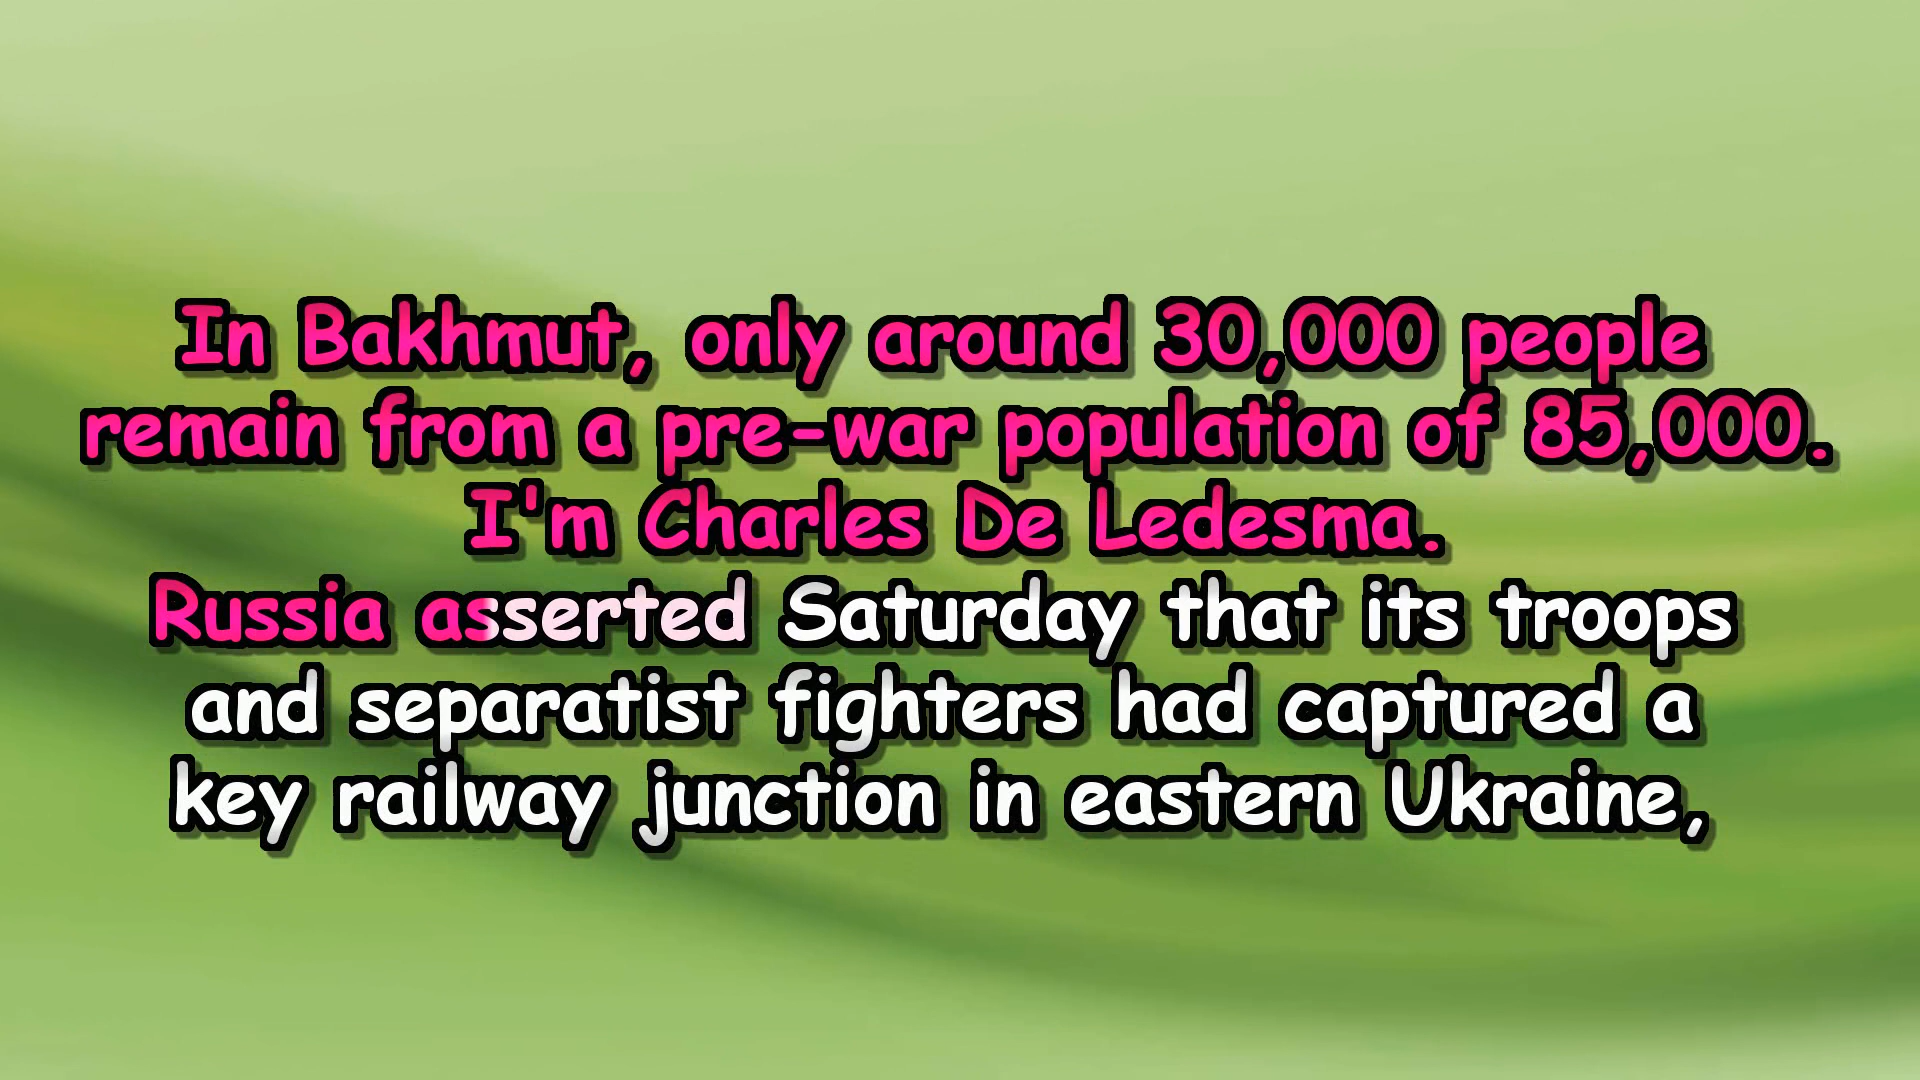 In Bakhmut, only around 30,000 people
remain from a pre-war population of 85,000.
I'm Charles De Ledesma.
Russia asserted Saturday that its troops
and separatist fighters had captured a
key railway junction in eastern Ukraine,